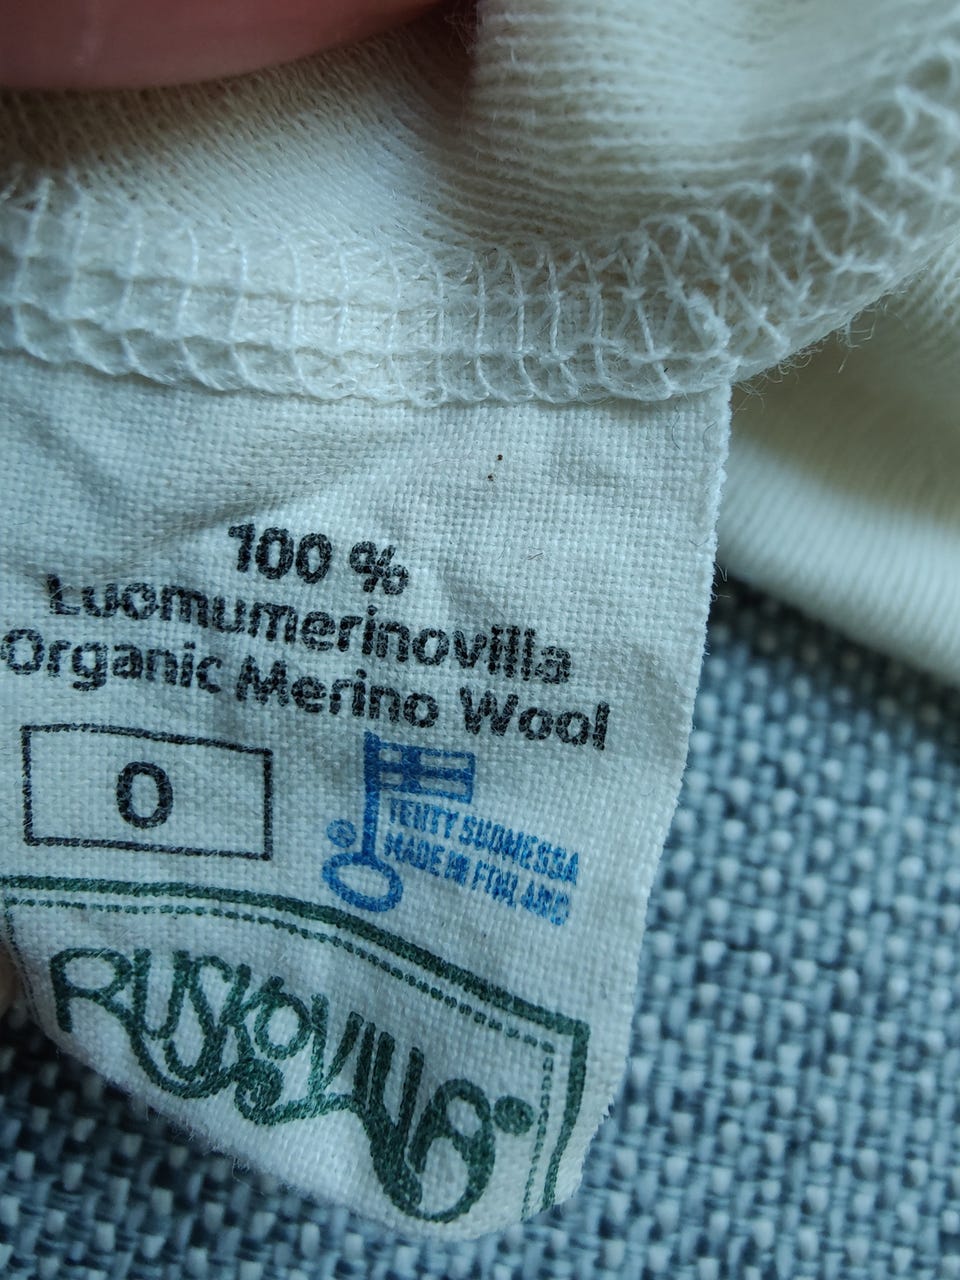 100 %
Luomumerinovilla
Organic Merino Wool
0
TEHTY SUOMESSA
MADE IN FINLAND
RUSKOVILLA®